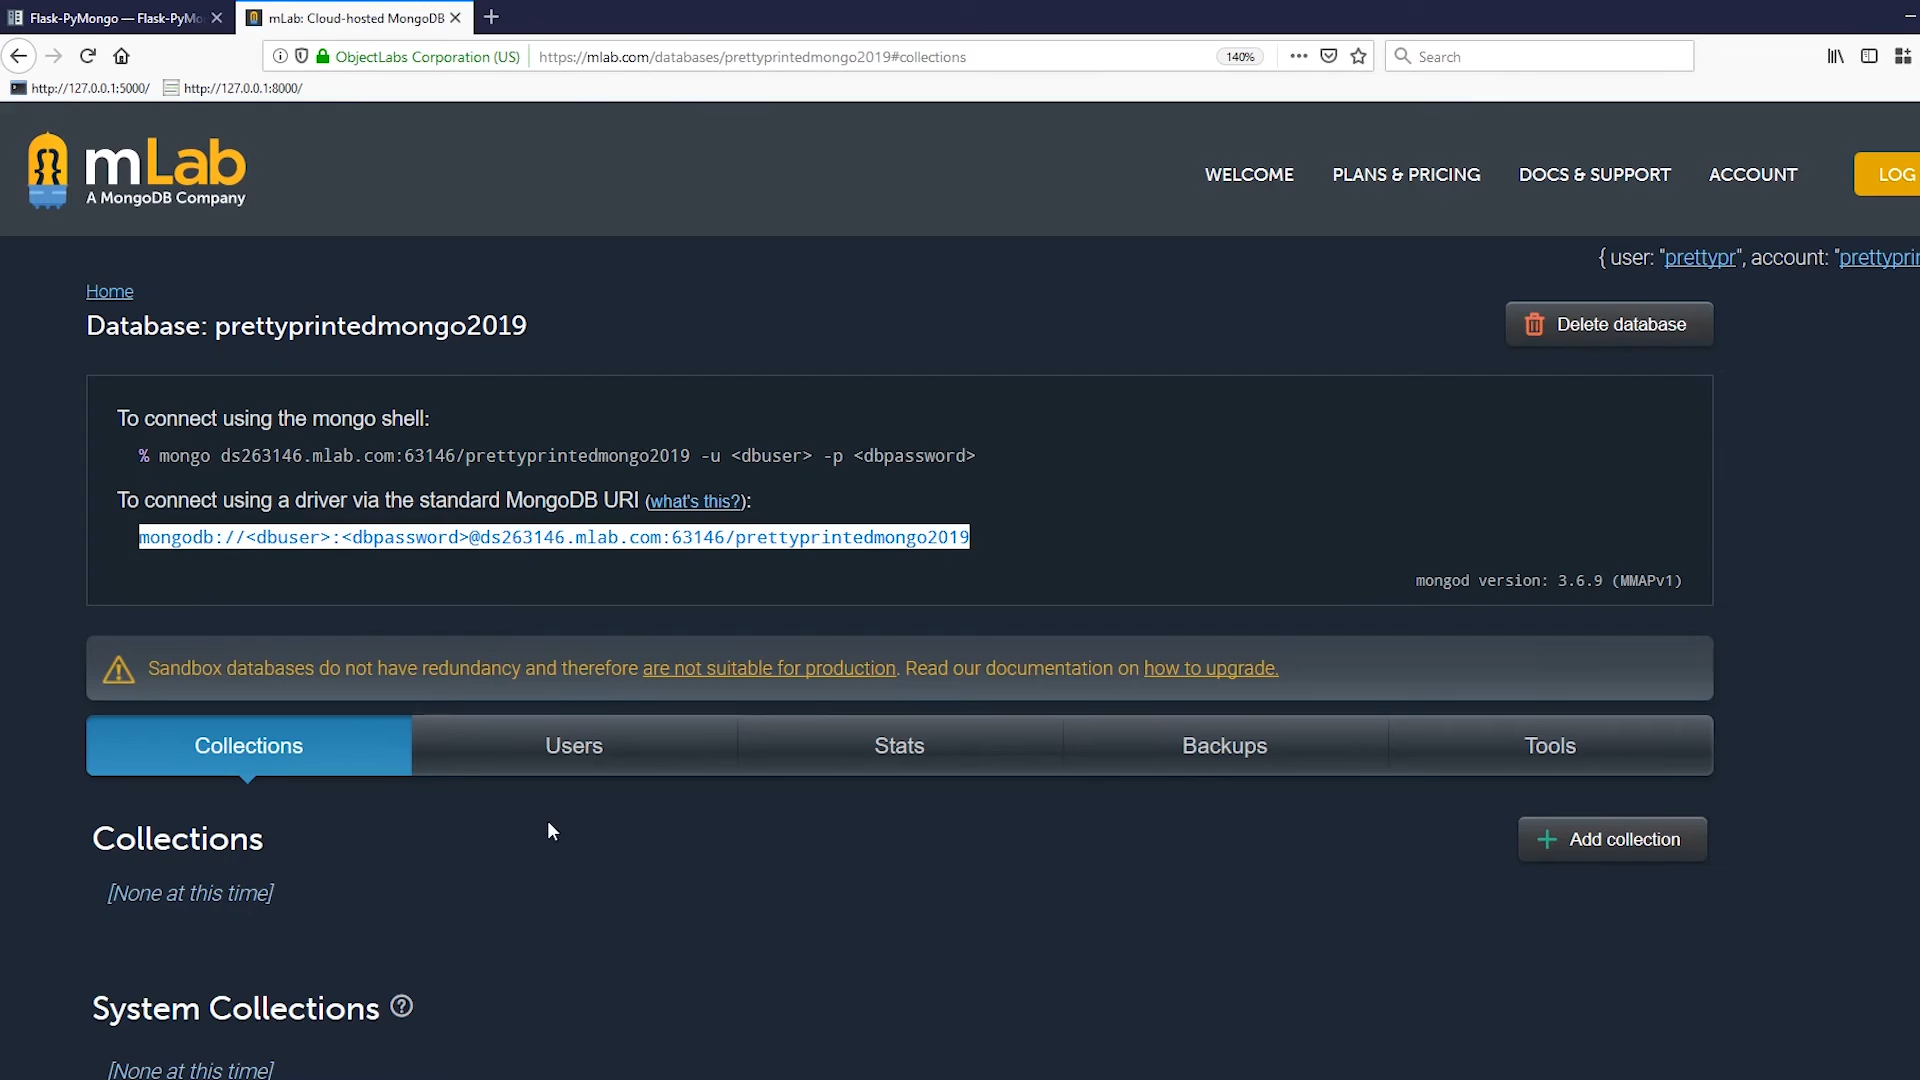 Flask-PyMongo — Flask-PyMo
mLab: Cloud-hosted MongoDB
ObjectLabs Corporation (US)
https://mlab.com/databases/prettyprintedmongo2019#collections
140%
Search
http://127.0.0.1:5000/
http://127.0.0.1:8000/
mLab
A MongoDB Company
WELCOME
PLANS & PRICING
DOCS & SUPPORT
ACCOUNT
LOG
{ user: "prettypr", account: "prettyprin
Home
Database: prettyprintedmongo2019
Delete database
To connect using the mongo shell:
% mongo ds263146.mlab.com:63146/prettyprintedmongo2019 -u <dbuser> -p <dbpassword>
To connect using a driver via the standard MongoDB URI (what's this?):
mongodb://<dbuser>:<dbpassword>@ds263146.mlab.com:63146/prettyprintedmongo2019
mongod version: 3.6.9 (MMAPv1)
Sandbox databases do not have redundancy and therefore are not suitable for production. Read our documentation on how to upgrade.
Collections
Users
Stats
Backups
Tools
Collections
Add collection
[None at this time]
System Collections
[None at this time]